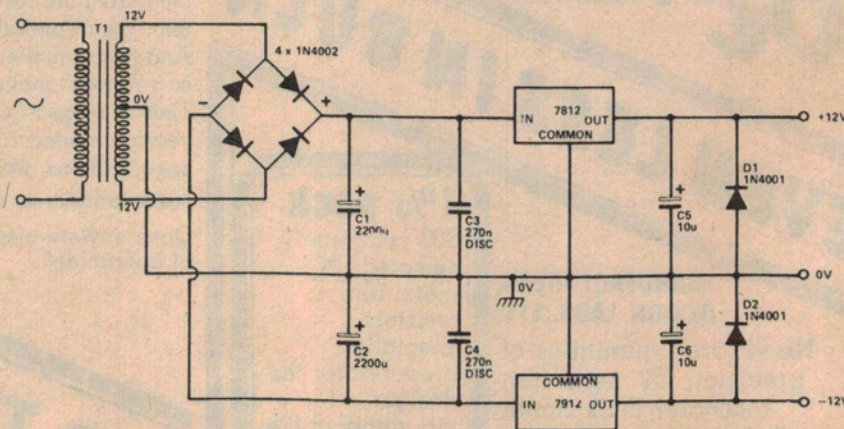 12V
T1
4 x 1N4002
0V
–
+
12V
7812
IN
OUT
COMMON
+12V
+
C1
2200u
C3
270n
DISC
+
C5
10u
D1
1N4001
0V
0V
+
C2
2200u
C4
270n
DISC
+
C6
10u
D2
1N4001
COMMON
IN
7912
OUT
–12V